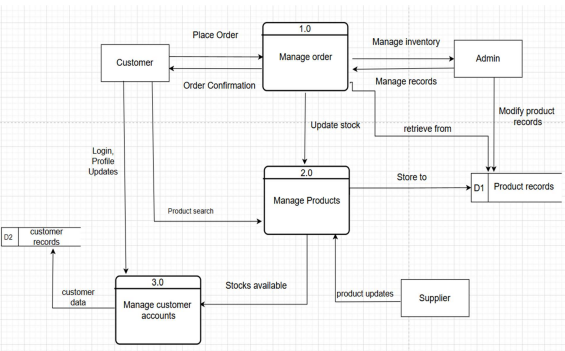 1.0
Place Order
Manage inventory
Customer
Manage order
Admin
Order Confirmation
Manage records
Modify product
records
Update stock
retrieve from
Login,
Profile
Updates
2.0
Store to
D1
Product records
Manage Products
Product search
customer
records
D2
3.0
Stocks available
customer
data
Manage customer
accounts
product updates
Supplier